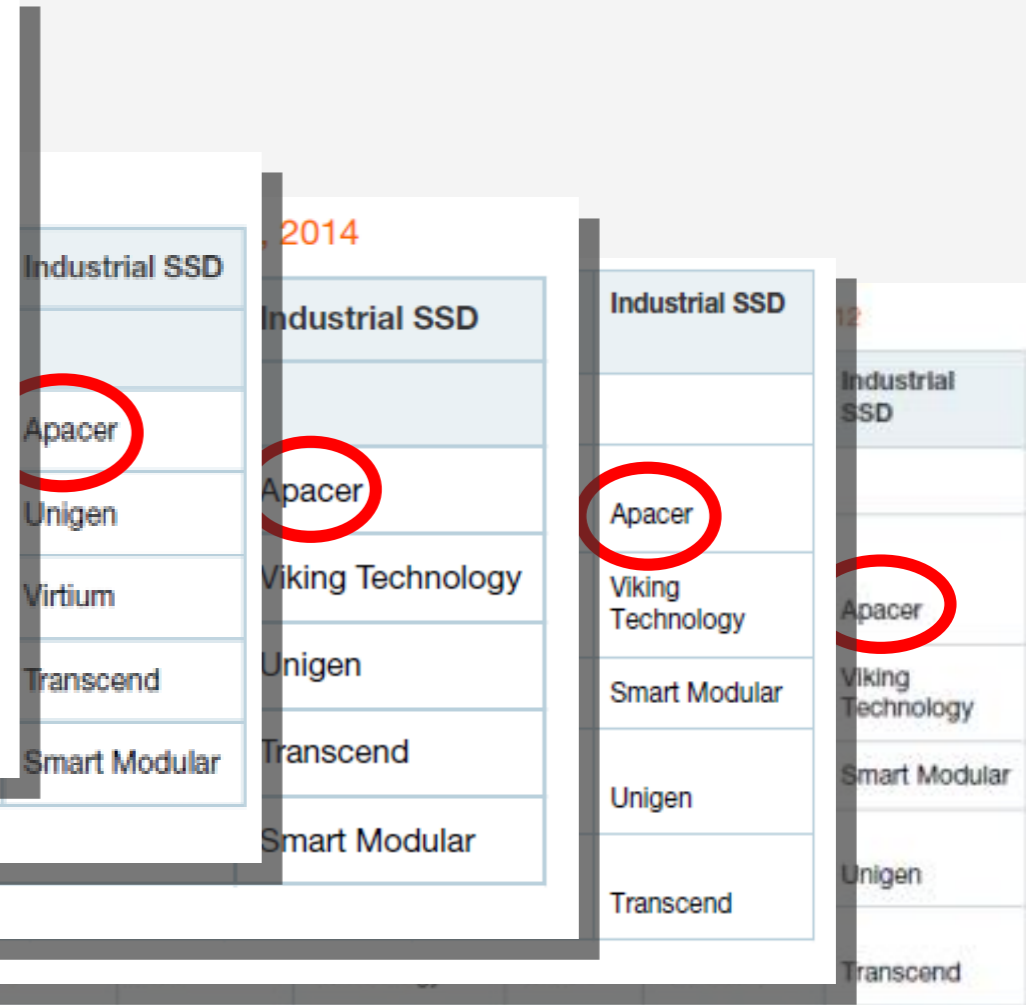 Industrial SSD
Apacer
Unigen
Virtium
Transcend
Smart Modular
, 2014
Industrial SSD
Apacer
Viking Technology
Unigen
Transcend
Smart Modular
Industrial SSD
Apacer
Viking
Technology
Smart Modular
Unigen
Transcend
12
Industrial
SSD
Apacer
Viking
Technology
Smart Modular
Unigen
Transcend